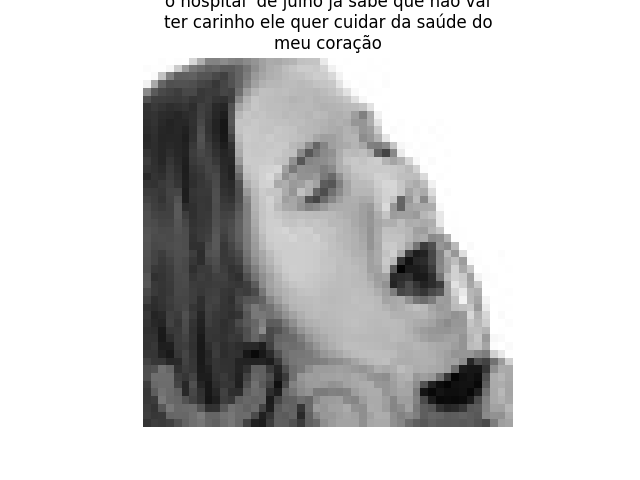 o hospital de julho já sabe que não vai
ter carinho ele quer cuidar da saúde do
meu coração